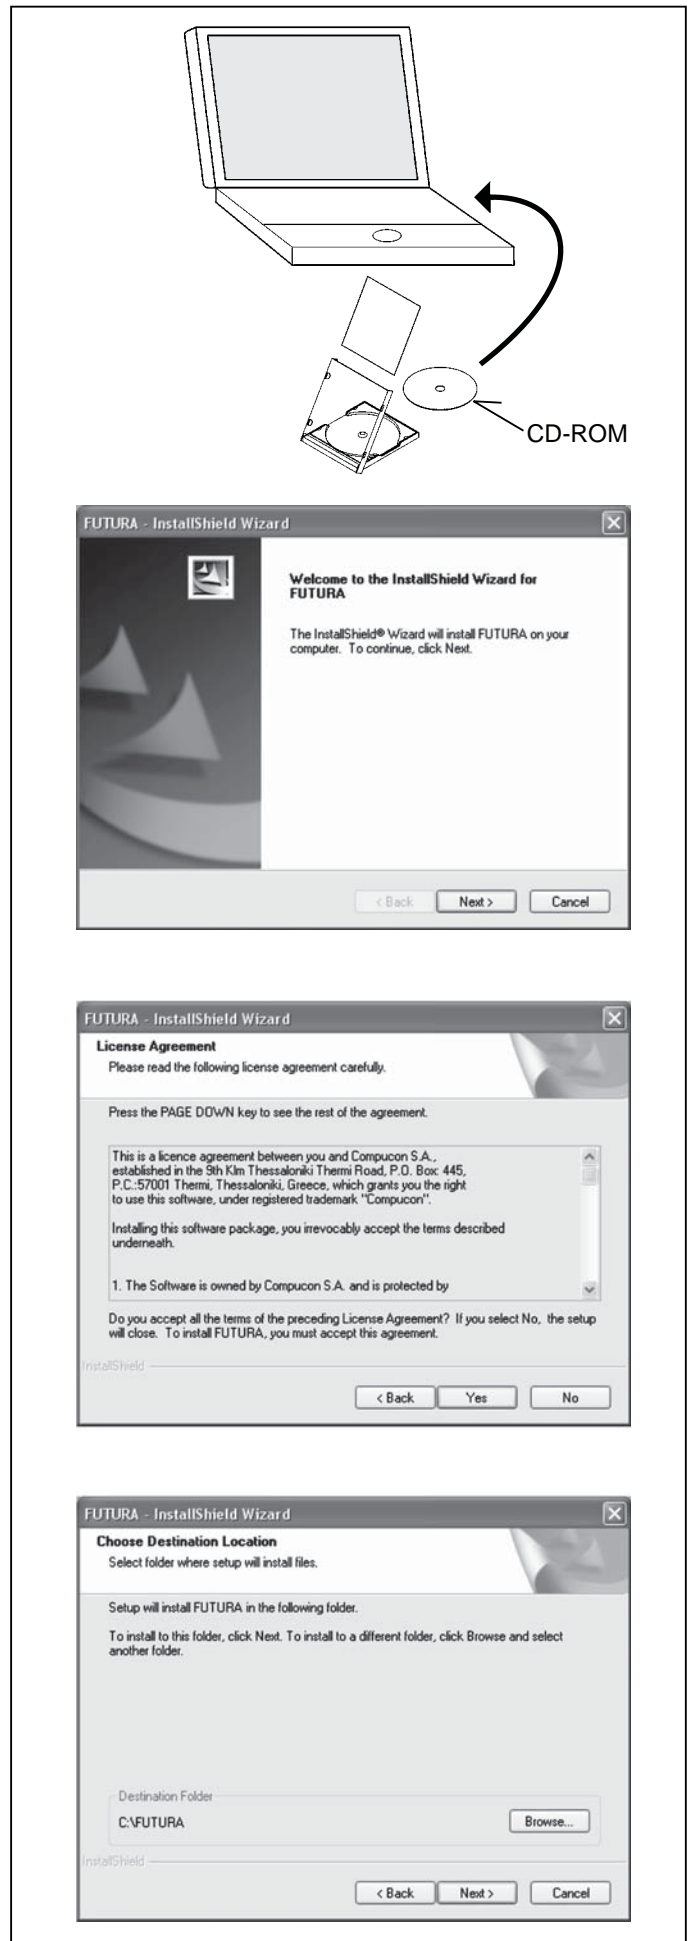 CD-ROM
FUTURA - InstallShield Wizard
Welcome to the InstallShield Wizard for
FUTURA
The InstallShield® Wizard will install FUTURA on your
computer. To continue, click Next.
< Back Next > Cancel
FUTURA - InstallShield Wizard
License Agreement
Please read the following license agreement carefully.
Press the PAGE DOWN key to see the rest of the agreement.
This is a licence agreement between you and Compucon S.A.,
established in the 9th Klm Thessaloniki Thermi Road, P.O. Box: 445,
P.C.:57001 Thermi, Thessaloniki, Greece, which grants you the right
to use this software, under registered trademark "Compucon".
Installing this software package, you irrevocably accept the terms described
underneath.
1. The Software is owned by Compucon S.A. and is protected by
Do you accept all the terms of the preceding License Agreement? If you select No, the setup
will close. To install FUTURA, you must accept this agreement.
InstallShield
< Back Yes No
FUTURA - InstallShield Wizard
Choose Destination Location
Select folder where setup will install files.
Setup will install FUTURA in the following folder.
To install to this folder, click Next. To install to a different folder, click Browse and select
another folder.
Destination Folder
C:\FUTURA Browse...
InstallShield
< Back Next > Cancel